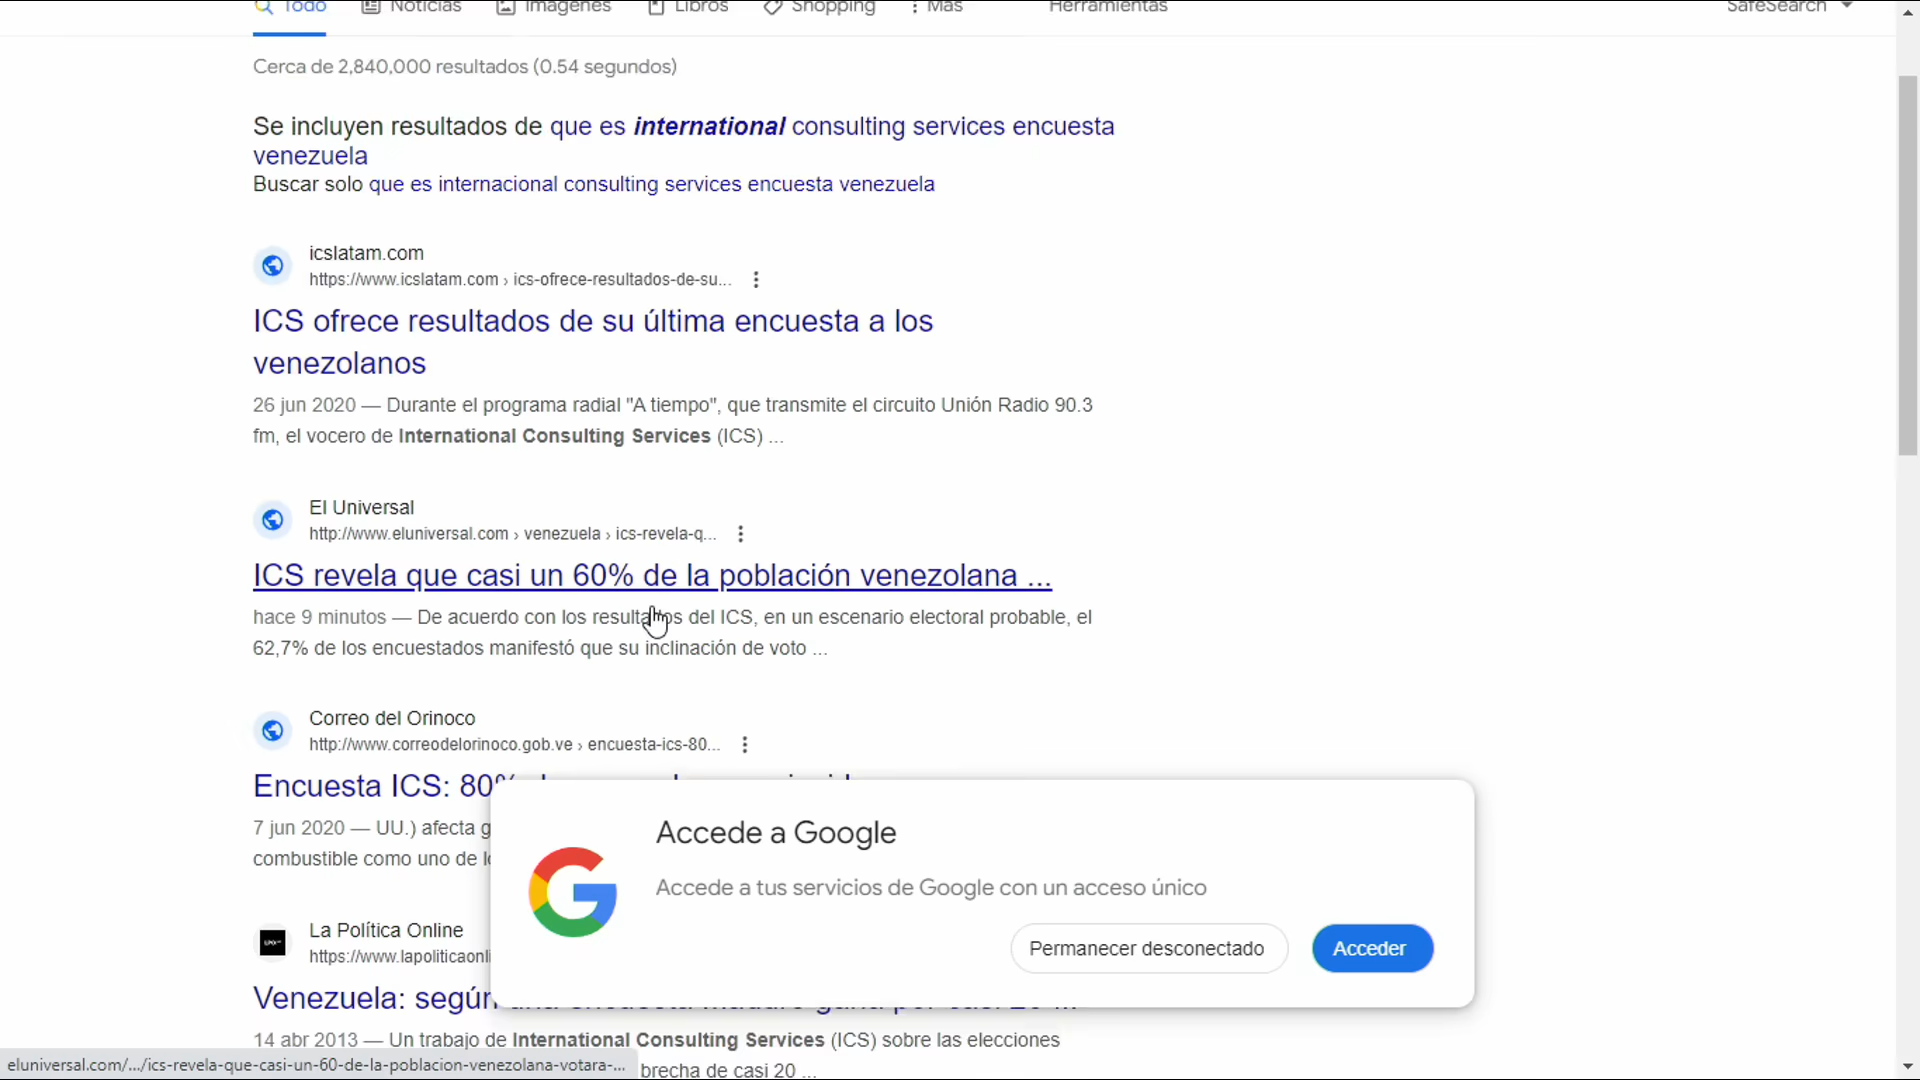 Todo Noticias Imágenes Libros Shopping Más Herramientas SafeSearch
Cerca de 2,840,000 resultados (0.54 segundos)
Se incluyen resultados de que es international consulting services encuesta
venezuela
Buscar solo que es internacional consulting services encuesta venezuela
icslatam.com
https://www.icslatam.com › ics-ofrece-resultados-de-su...
ICS ofrece resultados de su última encuesta a los
venezolanos
26 jun 2020 — Durante el programa radial "A tiempo", que transmite el circuito Unión Radio 90.3
fm, el vocero de International Consulting Services (ICS) ...
El Universal
http://www.eluniversal.com › venezuela › ics-revela-q...
ICS revela que casi un 60% de la población venezolana ...
hace 9 minutos — De acuerdo con los resultados del ICS, en un escenario electoral probable, el
62,7% de los encuestados manifestó que su inclinación de voto ...
Correo del Orinoco
http://www.correodelorinoco.gob.ve › encuesta-ics-80...
Encuesta ICS: 80%
7 jun 2020 — UU.) afecta g
combustible como uno de
Accede a Google
Accede a tus servicios de Google con un acceso único
Permanecer desconectado Acceder
La Política Online
https://www.lapoliticaonli
Venezuela: según
14 abr 2013 — Un trabajo de International Consulting Services (ICS) sobre las elecciones
brecha de casi 20 ...
eluniversal.com/.../ics-revela-que-casi-un-60-de-la-poblacion-venezolana-votara-...